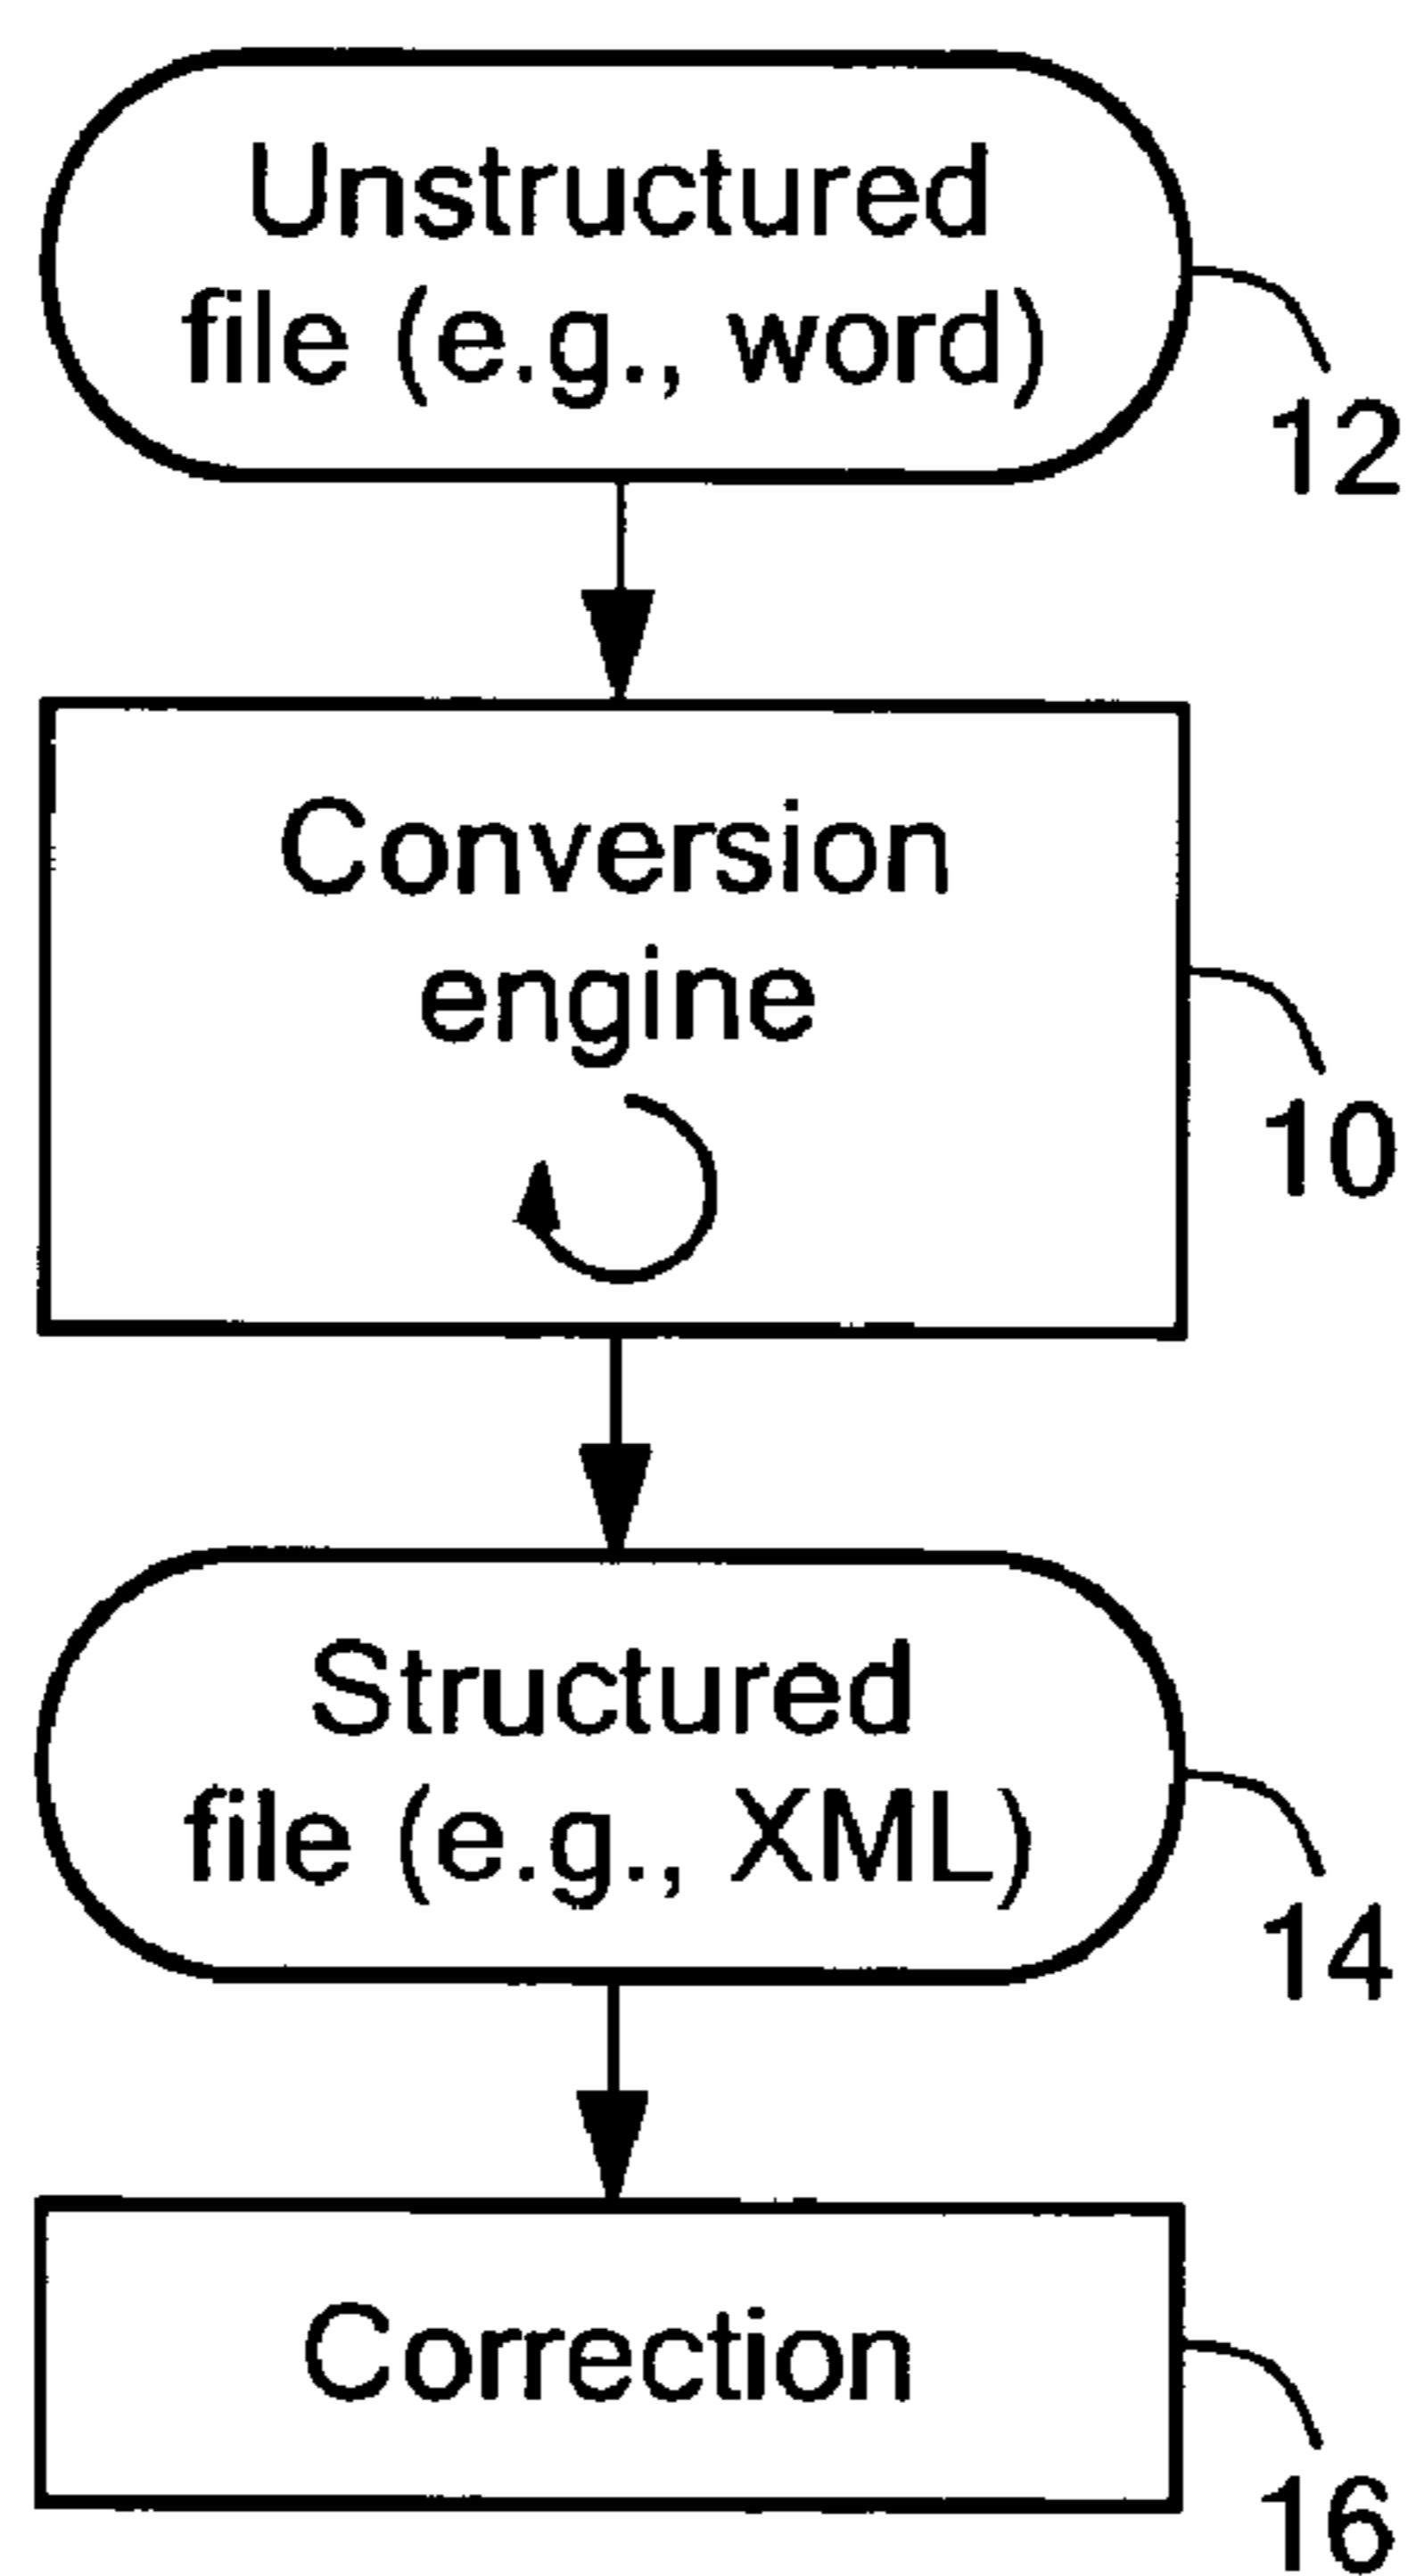 Unstructured
file (e.g., word)
12
Conversion
engine
10
Structured
file (e.g., XML)
14
Correction
16